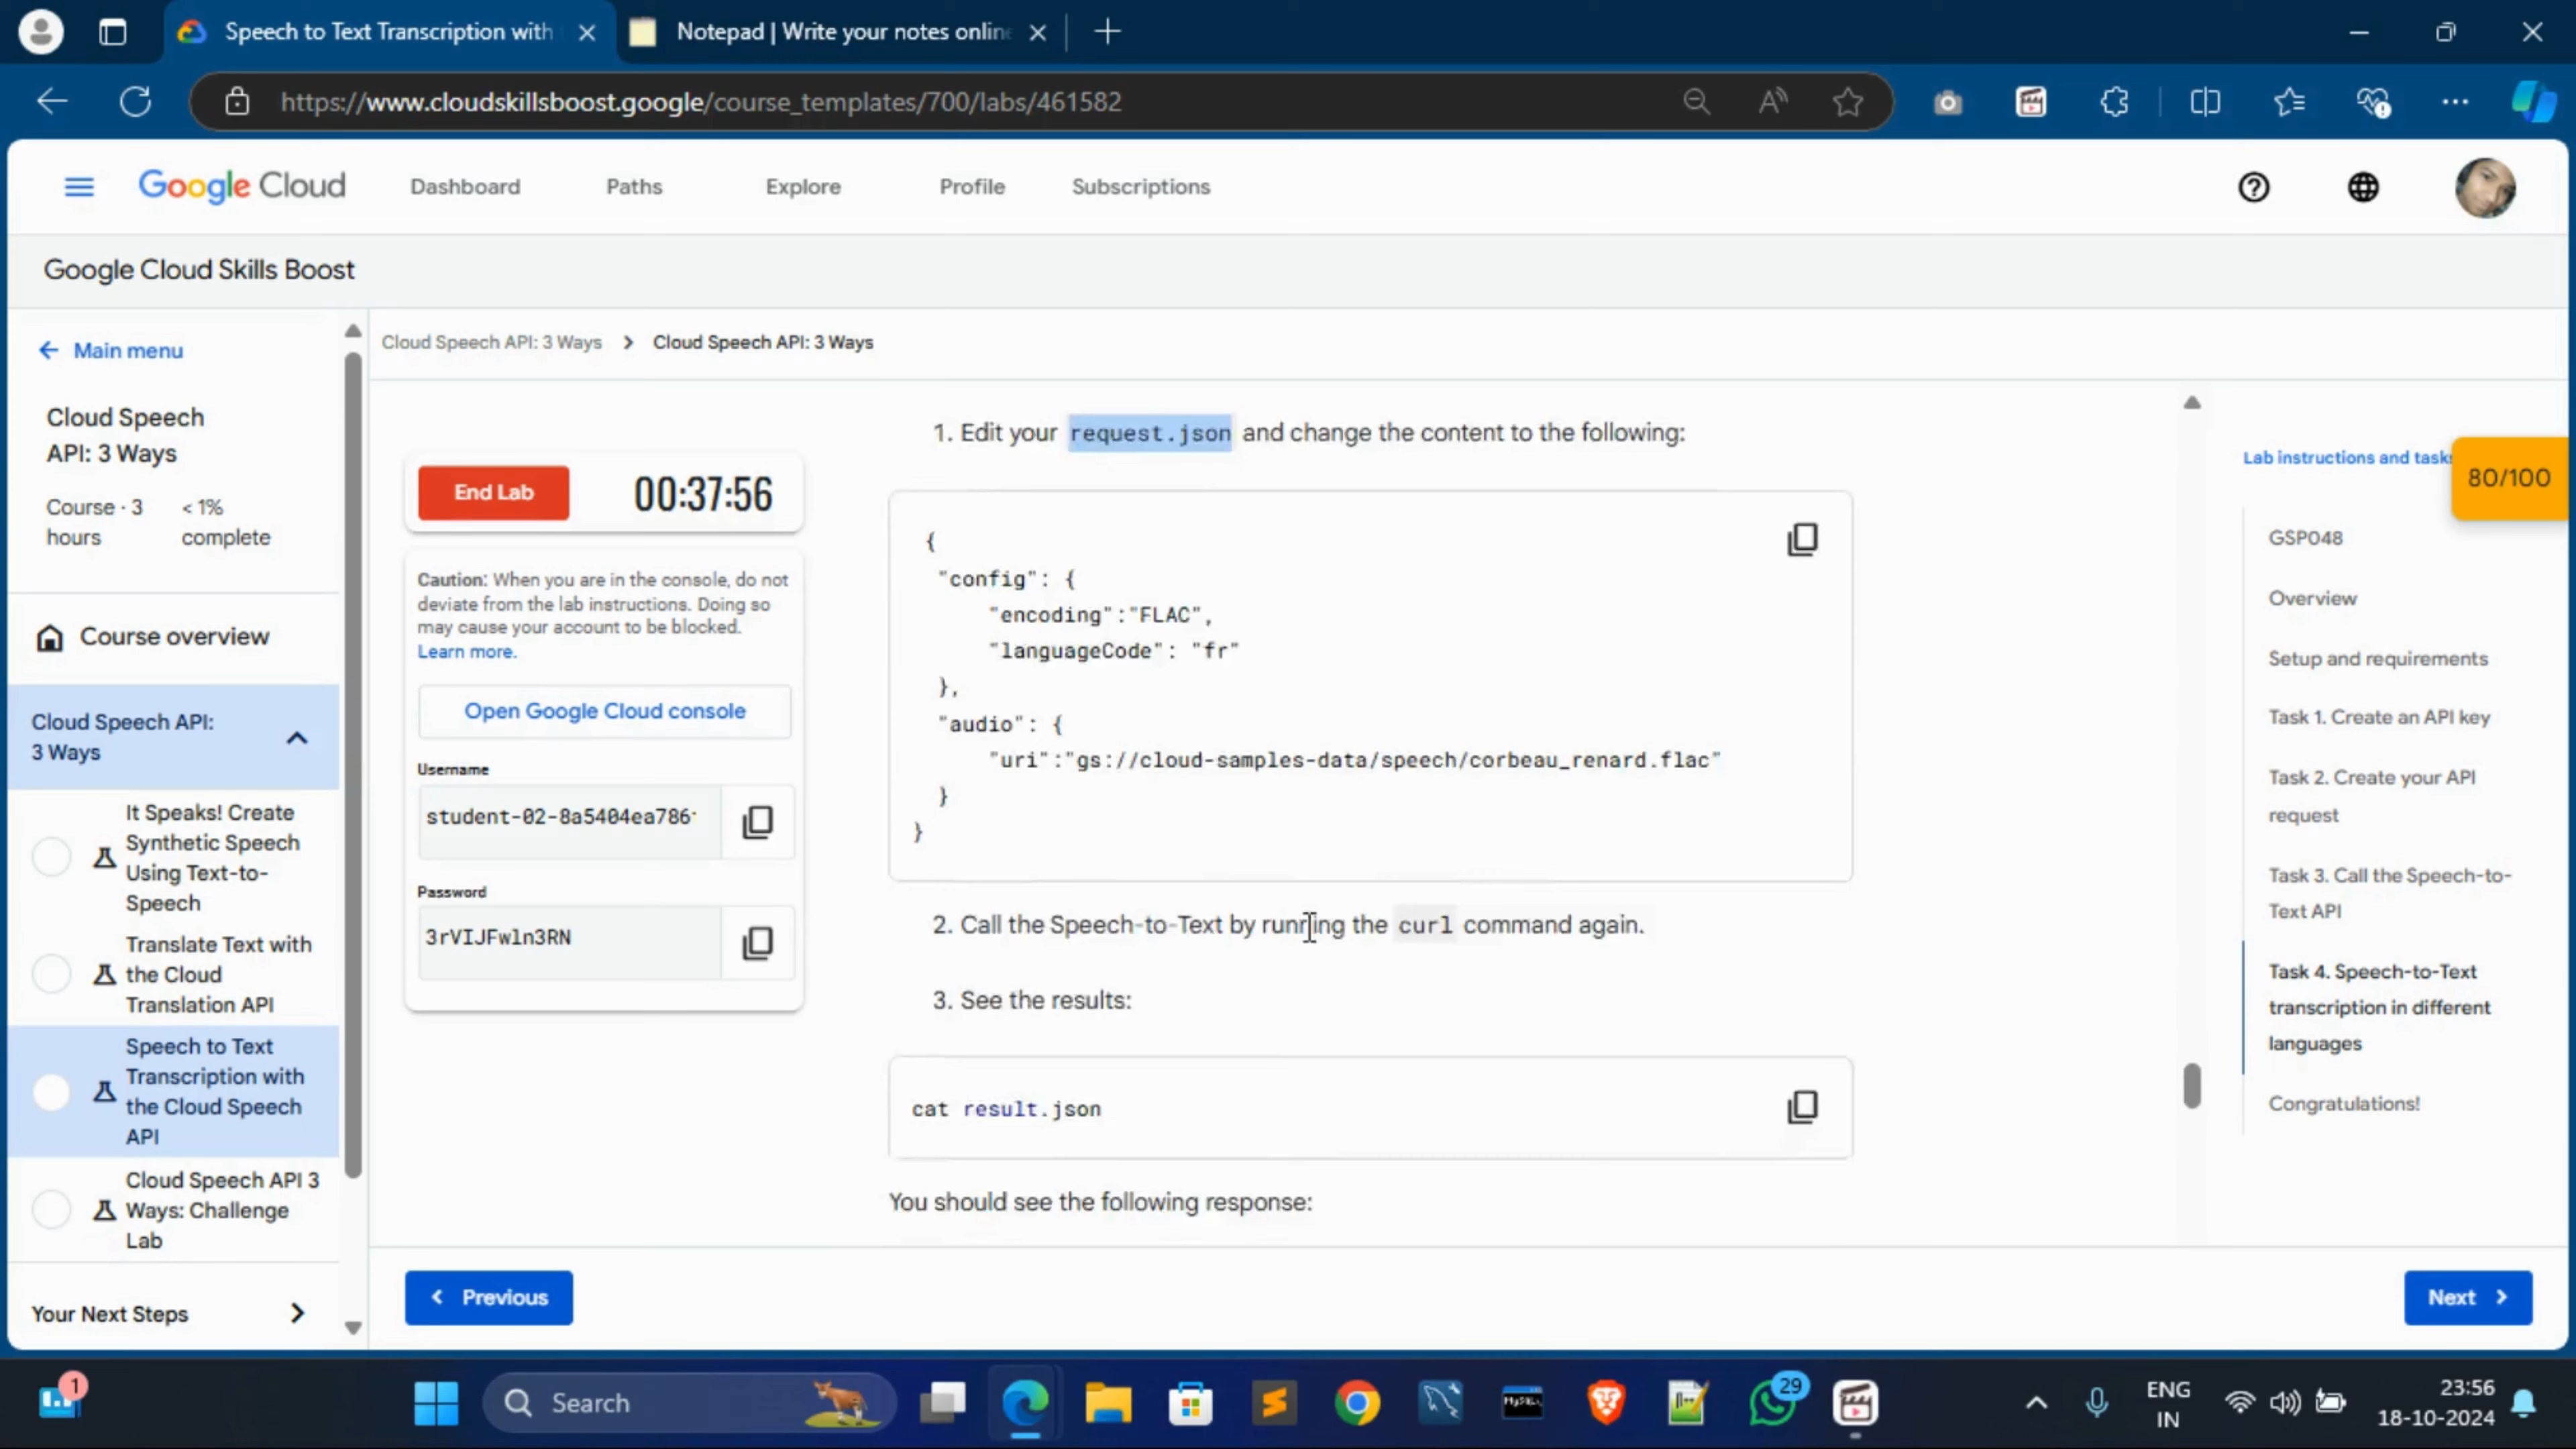 Speech to Text Transcription with
Notepad | Write your notes online
https://www.cloudskillsboost.google/course_templates/700/labs/461582
Google Cloud
Dashboard
Paths
Explore
Profile
Subscriptions
Google Cloud Skills Boost
Main menu
Cloud Speech
API: 3 Ways
Course · 3
hours
< 1%
complete
Course overview
Cloud Speech API:
3 Ways
It Speaks! Create
Synthetic Speech
Using Text-to-
Speech
Translate Text with
the Cloud
Translation API
Speech to Text
Transcription with
the Cloud Speech
API
Cloud Speech API 3
Ways: Challenge
Lab
Your Next Steps
Cloud Speech API: 3 Ways > Cloud Speech API: 3 Ways
End Lab
00:37:56
Caution: When you are in the console, do not
deviate from the lab instructions. Doing so
may cause your account to be blocked.
Learn more.
Open Google Cloud console
Username
student-02-8a5404ea786
Password
3rVIJFwln3RN
1. Edit your request.json and change the content to the following:
{
"config": {
"encoding":"FLAC",
"languageCode": "fr"
},
"audio": {
"uri":"gs://cloud-samples-data/speech/corbeau_renard.flac"
}
}
2. Call the Speech-to-Text by running the curl command again.
3. See the results:
cat result.json
You should see the following response:
Previous
Next
Lab instructions and tasks
80/100
GSP048
Overview
Setup and requirements
Task 1. Create an API key
Task 2. Create your API
request
Task 3. Call the Speech-to-
Text API
Task 4. Speech-to-Text
transcription in different
languages
Congratulations!
1
Search
29
ENG
IN
23:56
18-10-2024